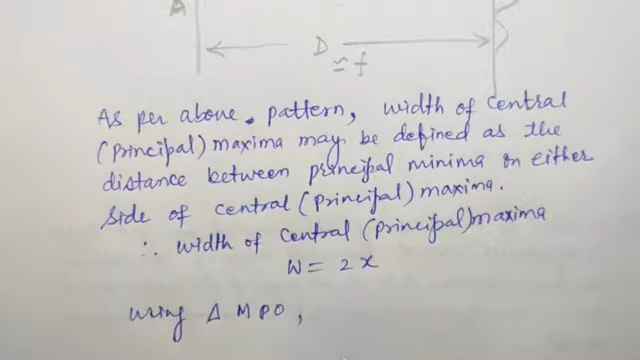 A
D
≃ f
As per above. pattern, width of central
(principal) maxima may be defined as the
distance between principal minima on either
side of central (principal) maxima.
∴ width of central (principal) maxima
W = 2x
using Δ MPO,